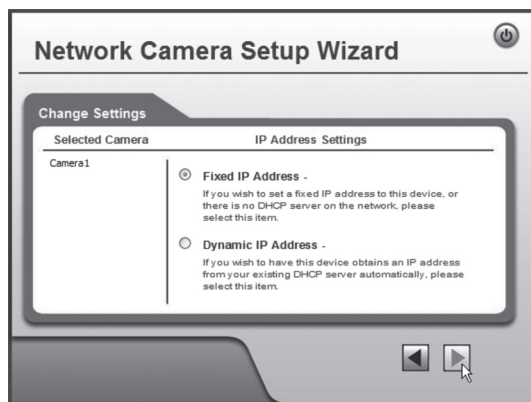 Network Camera Setup Wizard
Change Settings
Selected Camera
IP Address Settings
Camera1
Fixed IP Address -
If you wish to set a fixed IP address to this device, or
there is no DHCP server on the network, please
select this item.
Dynamic IP Address -
If you wish to have this device obtains an IP address
from your existing DHCP server automatically, please
select this item.